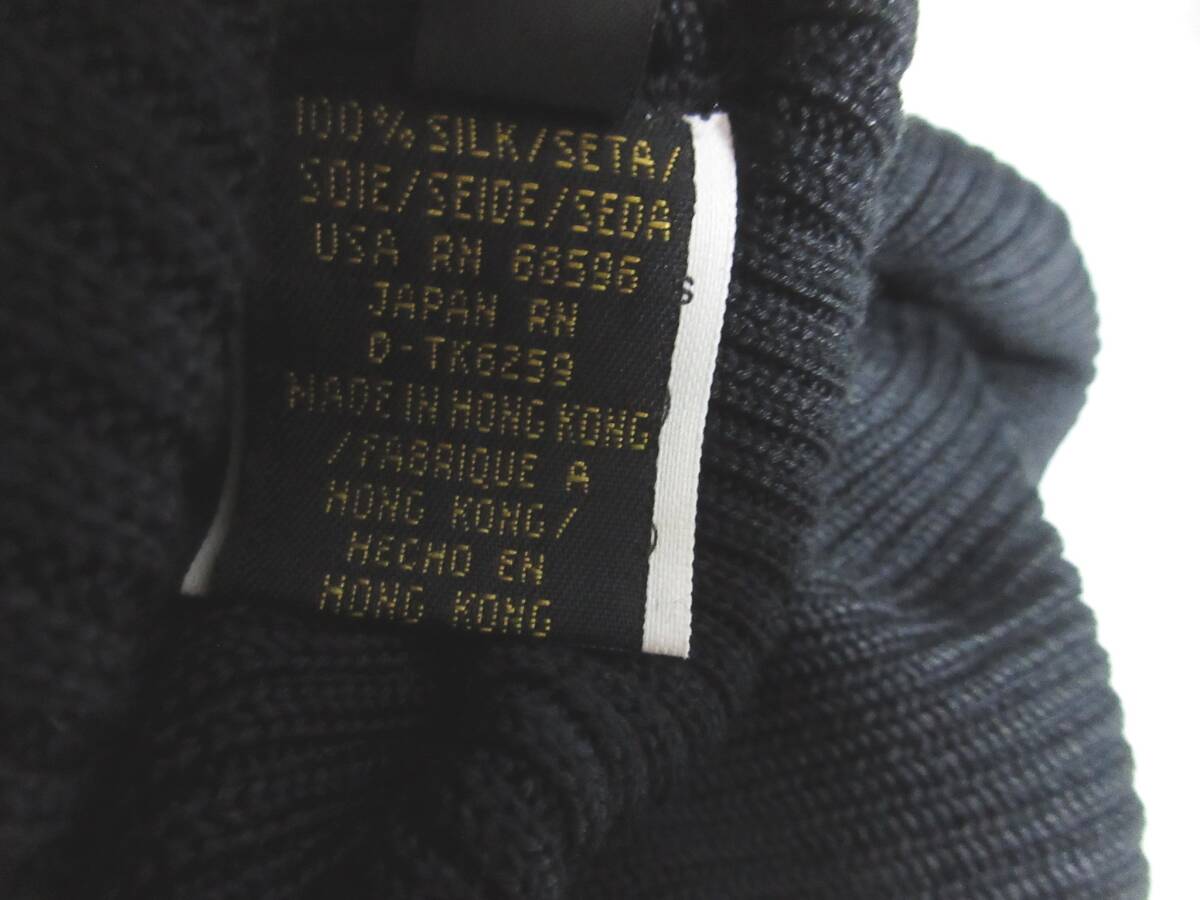 100% SILK/SETA/
SOIE/SEIDE/SEDA
USA RN 66596
JAPAN RN
0-TK6259
MADE IN HONG KONG
/FABRIQUE A
HONG KONG/
HECHO EN
HONG KONG
S